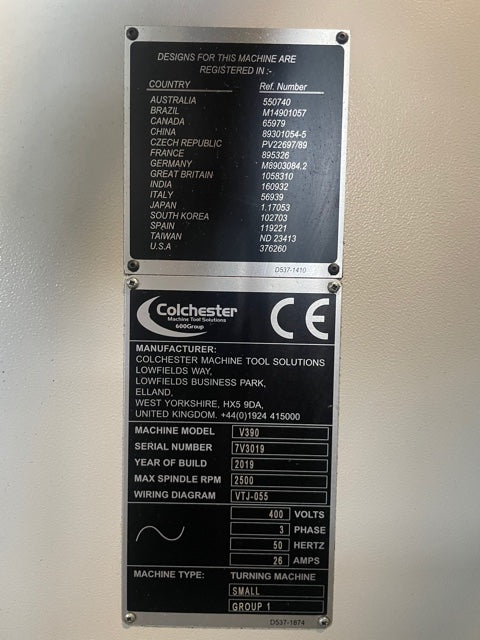 DESIGNS FOR THIS MACHINE ARE
REGISTERED IN :-
COUNTRY Ref. Number
AUSTRALIA 550740
BRAZIL M14901057
CANADA 65979
CHINA 89301054-5
CZECH REPUBLIC PV22697/89
FRANCE 895326
GERMANY M8903084.2
GREAT BRITAIN 1058310
INDIA 160932
ITALY 56939
JAPAN 1.17053
SOUTH KOREA 102703
SPAIN 119221
TAIWAN ND 23413
U.S.A 376260
D537-1410
Colchester
Machine Tool Solutions
600Group
CE
MANUFACTURER:
COLCHESTER MACHINE TOOL SOLUTIONS
LOWFIELDS WAY,
LOWFIELDS BUSINESS PARK,
ELLAND,
WEST YORKSHIRE, HX5 9DA,
UNITED KINGDOM. +44(0)1924 415000
MACHINE MODEL V390
SERIAL NUMBER 7V3019
YEAR OF BUILD 2019
MAX SPINDLE RPM 2500
WIRING DIAGRAM VTJ-055
400 VOLTS
3 PHASE
50 HERTZ
26 AMPS
MACHINE TYPE: TURNING MACHINE
SMALL
GROUP 1
D537-1874